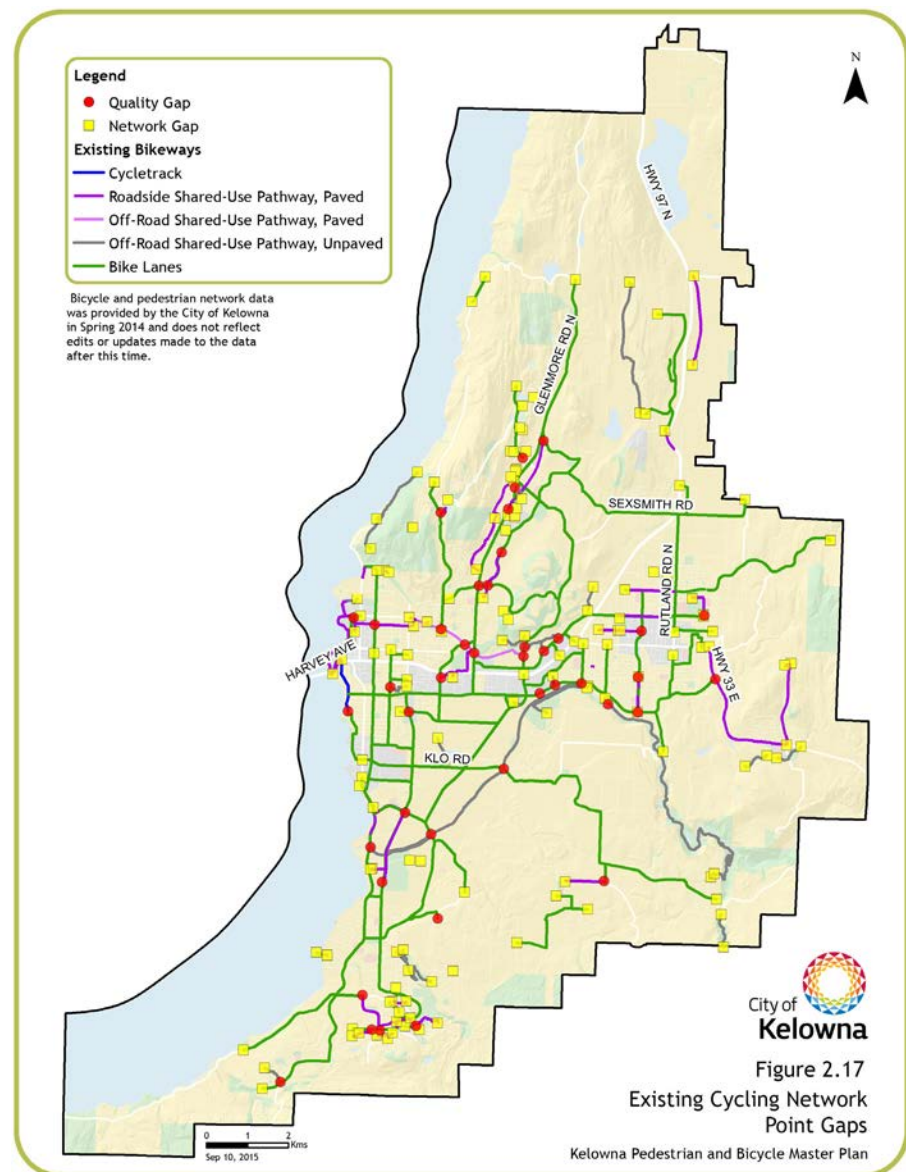 Legend
Quality Gap
Network Gap
Existing Bikeways
Cycletrack
Roadside Shared-Use Pathway, Paved
Off-Road Shared-Use Pathway, Paved
Off-Road Shared-Use Pathway, Unpaved
Bike Lanes
Bicycle and pedestrian network data
was provided by the City of Kelowna
in Spring 2014 and does not reflect
edits or updates made to the data
after this time.
N
HWY 97 N
GLENMORE RD N
SEXSMITH RD
RUTLAND RD N
HARVEY AVE
HWY 33 E
KLO RD
City of
Kelowna
Figure 2.17
Existing Cycling Network
Point Gaps
Kelowna Pedestrian and Bicycle Master Plan
0 1 2
Kms
Sep 10, 2015